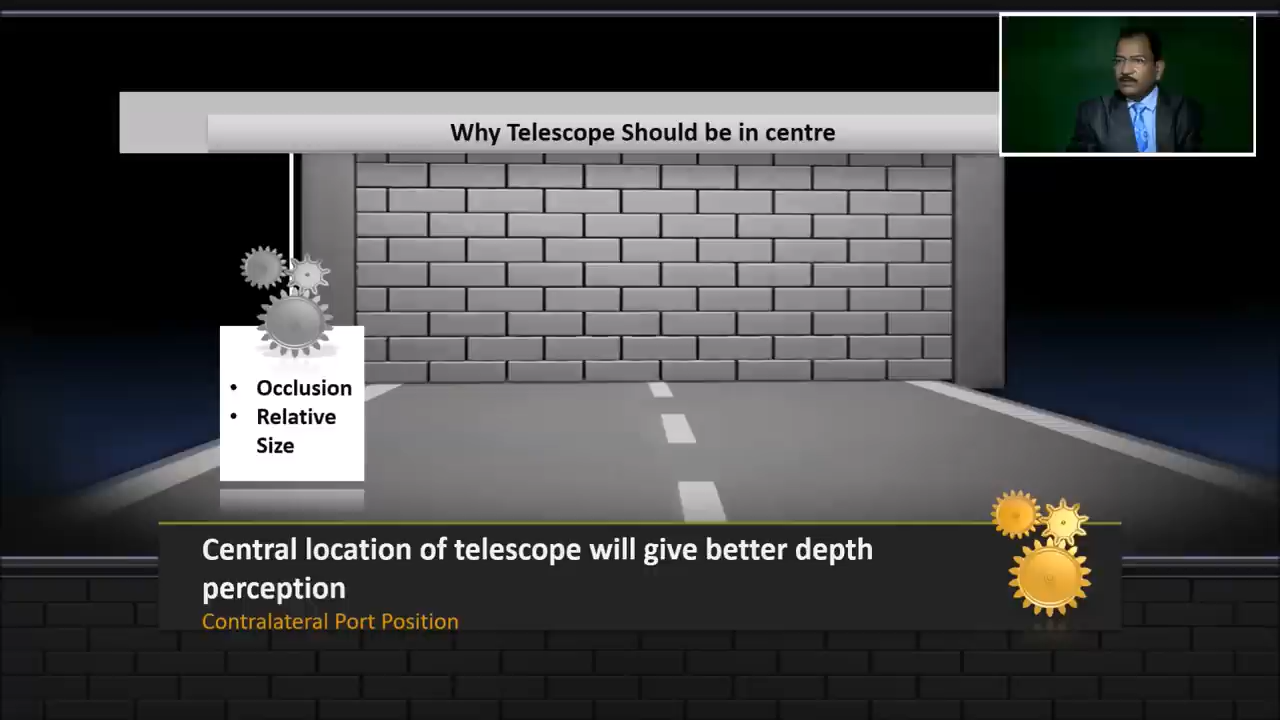 Why Telescope Should be in centre
• Occlusion
• Relative
Size
Central location of telescope will give better depth
perception
Contralateral Port Position